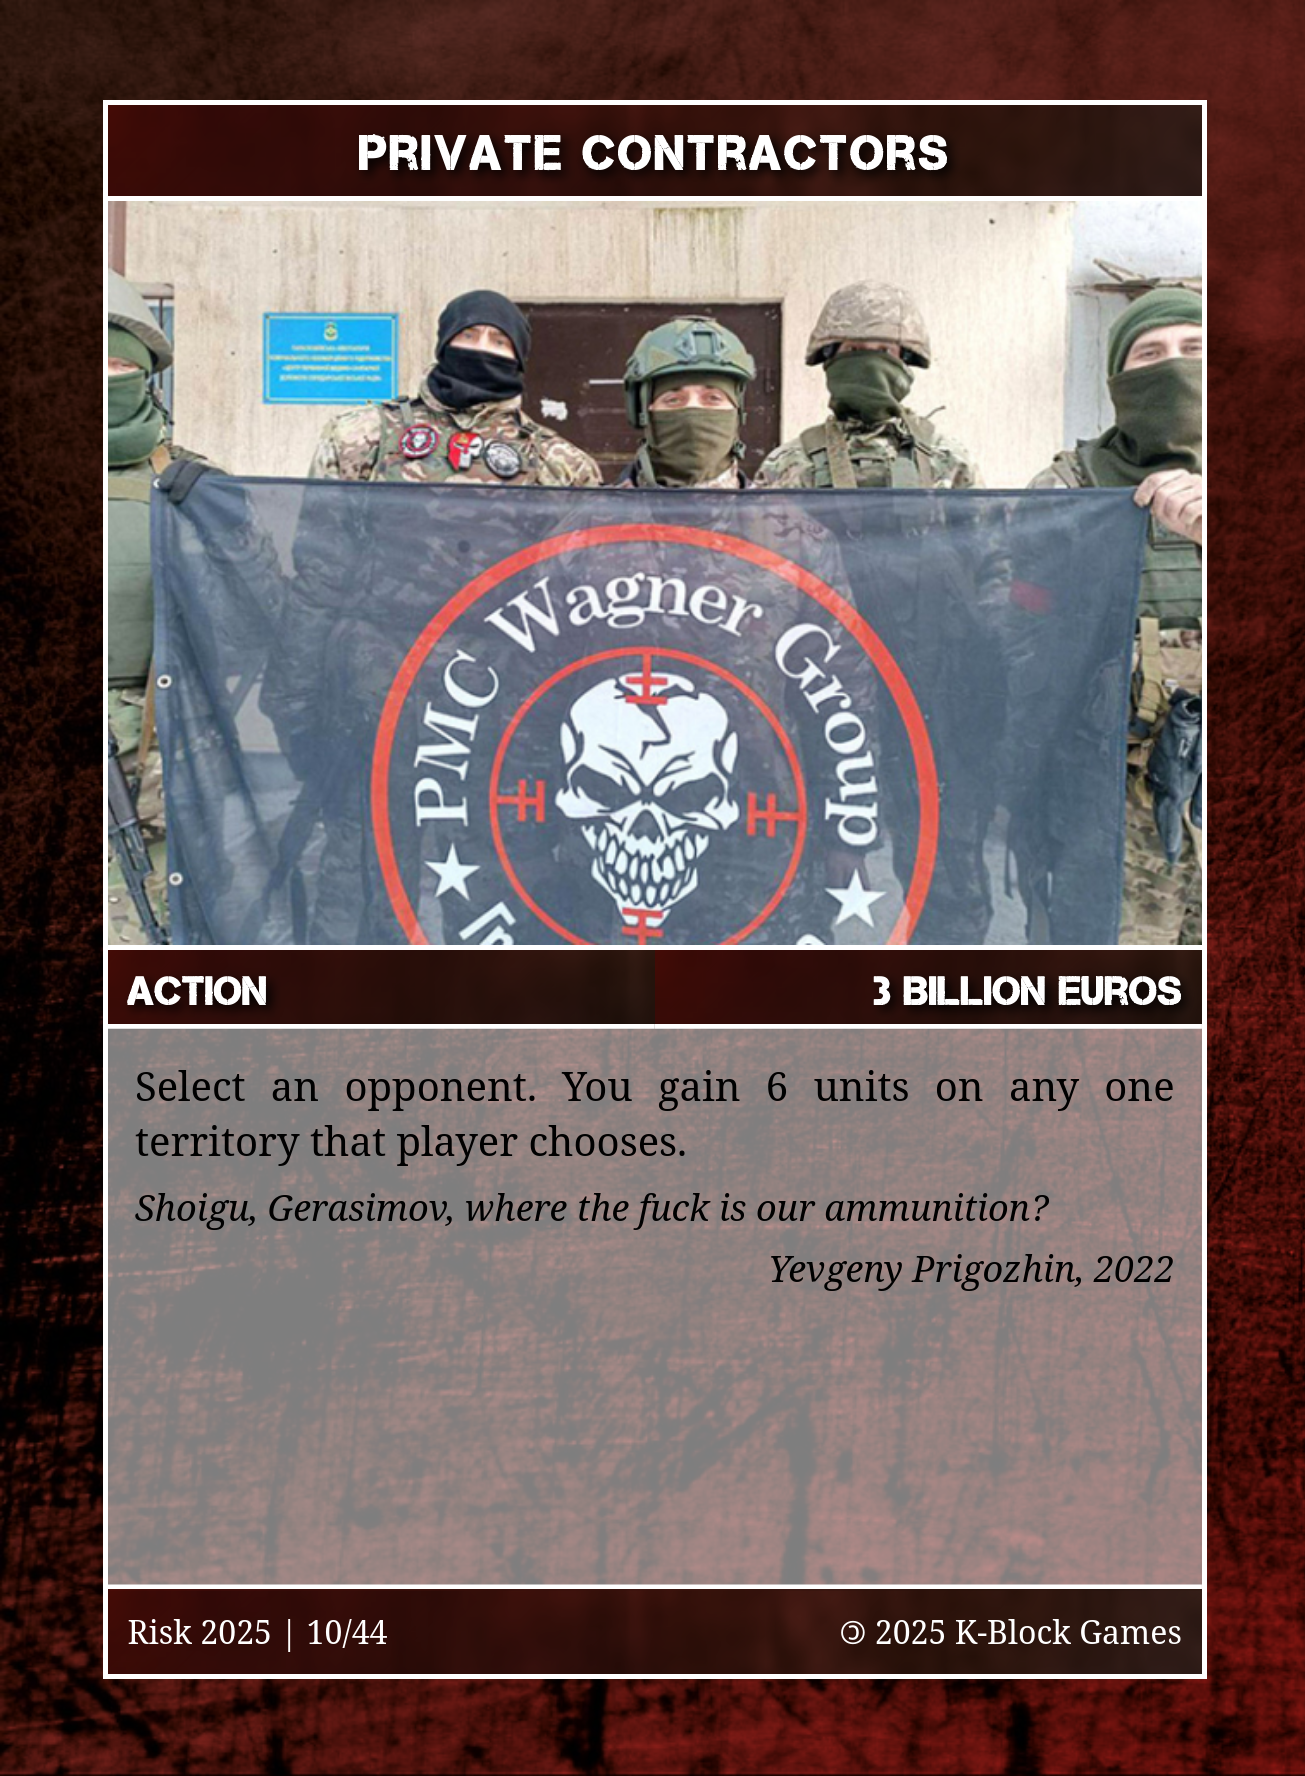 PRIVATE CONTRACTORS
PMC Wagner Group
ACTION
3 BILLION EUROS
Select an opponent. You gain 6 units on any one
territory that player chooses.
Shoigu, Gerasimov, where the fuck is our ammunition?
Yevgeny Prigozhin, 2022
Risk 2025 | 10/44
🄯 2025 K-Block Games